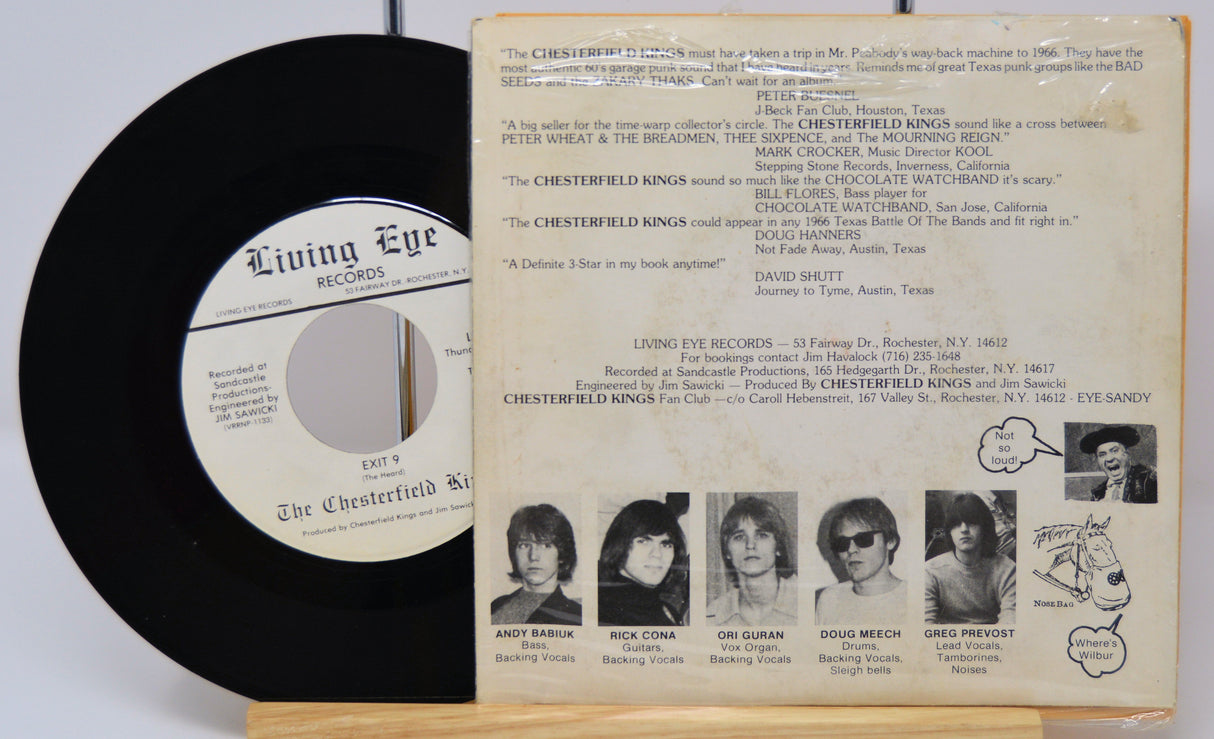 Living Eye
RECORDS
53 FAIRWAY DR.-ROCHESTER, N.Y.
LIVING EYE RECORDS
L
Thund
T
Recorded at
Sandcastle
Productions-
Engineered by
JIM SAWICKI
(VRRNP-1133)
EXIT 9
(The Heard)
The Chesterfield Kin
Produced by Chesterfield Kings and Jim Sawick
“The CHESTERFIELD KINGS must have taken a trip in Mr. Peabody's way-back machine to 1966. They have the
most authentic 60's garage punk sound that I have heard in years. Reminds me of great Texas punk groups like the BAD
SEEDS and the ZAKARY THAKS. Can't wait for an album.
PETER BUESNEL
J-Beck Fan Club, Houston, Texas
“A big seller for the time-warp collector's circle. The CHESTERFIELD KINGS sound like a cross between
PETER WHEAT & THE BREADMEN, THEE SIXPENCE, and The MOURNING REIGN.”
MARK CROCKER, Music Director KOOL
Stepping Stone Records, Inverness, California
“The CHESTERFIELD KINGS sound so much like the CHOCOLATE WATCHBAND it's scary.”
BILL FLORES, Bass player for
CHOCOLATE WATCHBAND, San Jose, California
“The CHESTERFIELD KINGS could appear in any 1966 Texas Battle Of The Bands and fit right in.”
DOUG HANNERS
Not Fade Away, Austin, Texas
“A Definite 3-Star in my book anytime!”
DAVID SHUTT
Journey to Tyme, Austin, Texas
LIVING EYE RECORDS — 53 Fairway Dr., Rochester, N.Y. 14612
For bookings contact Jim Havalock (716) 235-1648
Recorded at Sandcastle Productions, 165 Hedgegarth Dr., Rochester, N.Y. 14617
Engineered by Jim Sawicki — Produced By CHESTERFIELD KINGS and Jim Sawicki
CHESTERFIELD KINGS Fan Club —c/o Caroll Hebenstreit, 167 Valley St., Rochester, N.Y. 14612 - EYE-SANDY
Not
so
loud!
NOSE BAG
Where's
Wilbur
ANDY BABIUK
Bass,
Backing Vocals
RICK CONA
Guitars,
Backing Vocals
ORI GURAN
Vox Organ,
Backing Vocals
DOUG MEECH
Drums,
Backing Vocals,
Sleigh bells
GREG PREVOST
Lead Vocals,
Tamborines,
Noises